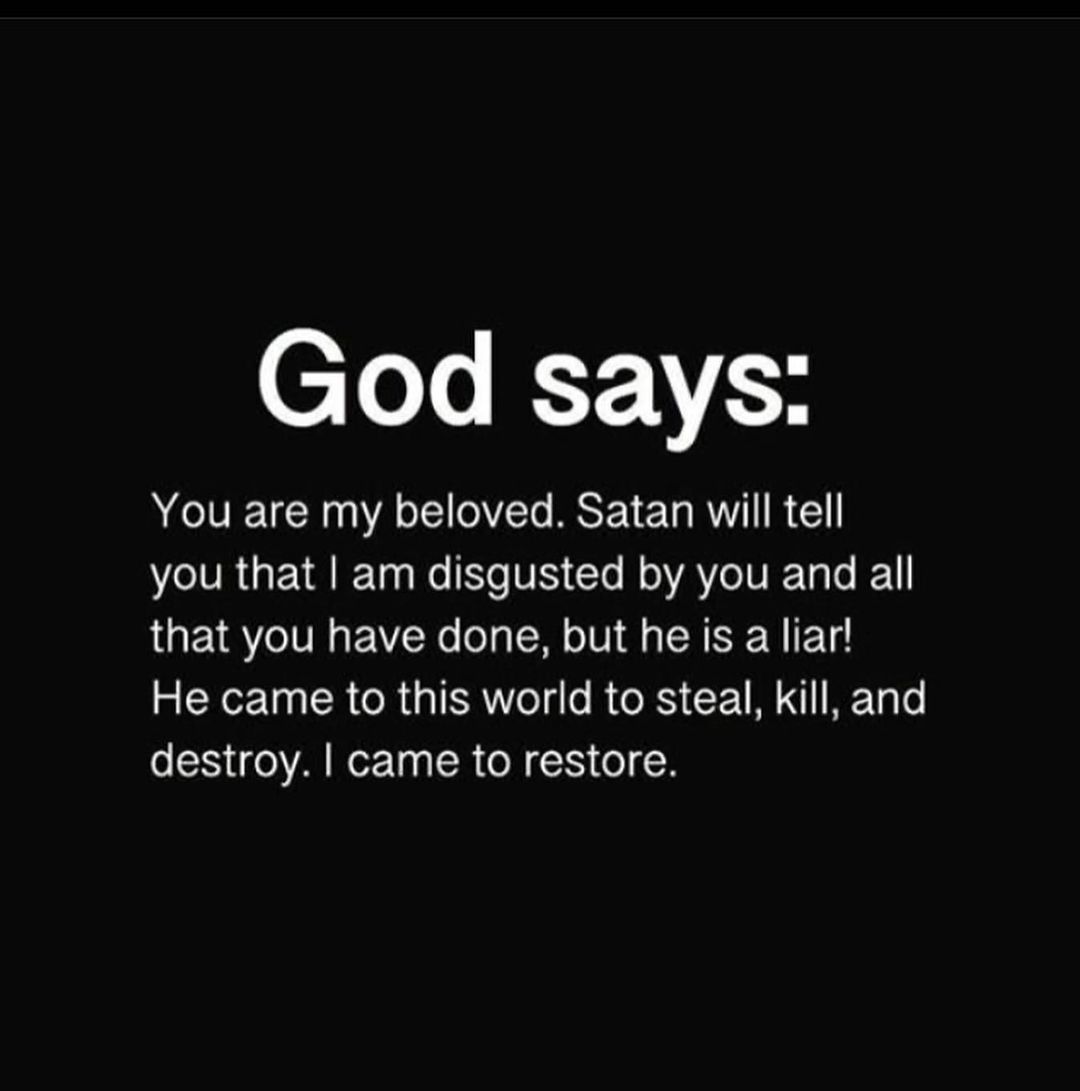 God says:
You are my beloved. Satan will tell
you that I am disgusted by you and all
that you have done, but he is a liar!
He came to this world to steal, kill, and
destroy. I came to restore.